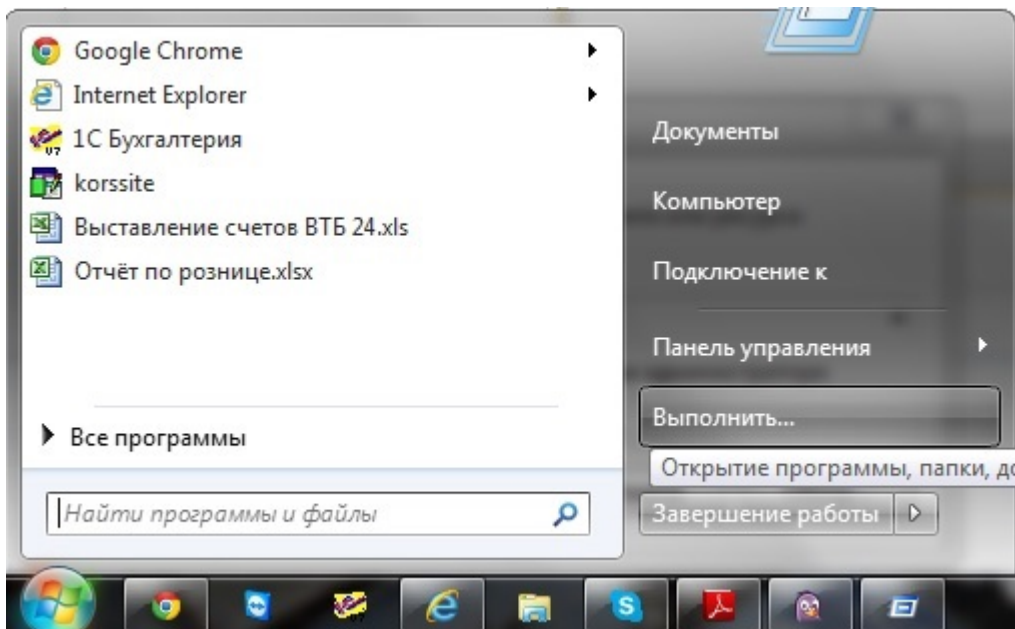 Google Chrome
Internet Explorer
1С Бухгалтерия
korssite
Выставление счетов ВТБ 24.xls
Отчёт по рознице.xlsx
Все программы
Найти программы и файлы
Документы
Компьютер
Подключение к
Панель управления
Выполнить...
Открытие программы, папки, до
Завершение работы